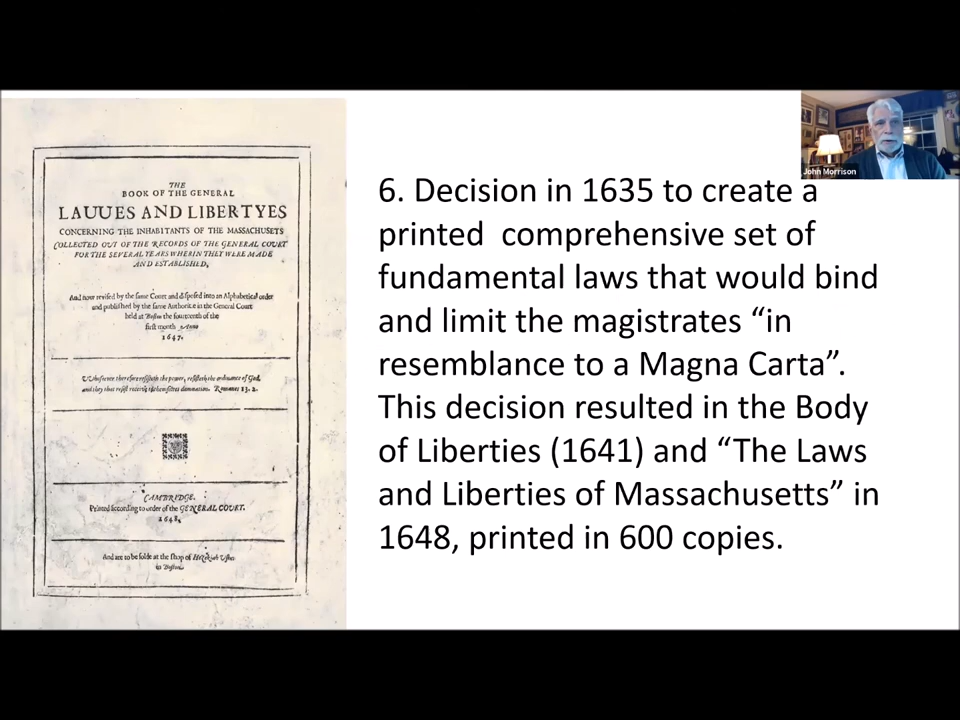 THE
BOOK OF THE GENERAL
LAUUES AND LIBERTYES
CONCERNING THE INHABITANTS OF THE MASSACHUSETS
COLLECTED OUT OF THE RECORDS OF THE GENERAL COURT
FOR THE SEVERAL YEARS WHERIN THEY WERE MADE
AND ESTABLISHED,
And now revised by the same Court and disposed into an Alphabetical order
and published by the same Authoritie in the General Court
held at Boston the fourteenth of the
first month Anno
1647.
VVhosoever therefore resisteth the power, resisteth the ordinance of God,
and they that resist receive to themselves damnation. Romanes 13. 2.
CAMBRIDGE.
Printed according to order of the GENERAL COURT.
1648.
And are to be solde at the shop of Hezekiah Usher
in Boston.
John Morrison
6. Decision in 1635 to create a
printed comprehensive set of
fundamental laws that would bind
and limit the magistrates “in
resemblance to a Magna Carta”.
This decision resulted in the Body
of Liberties (1641) and “The Laws
and Liberties of Massachusetts” in
1648, printed in 600 copies.